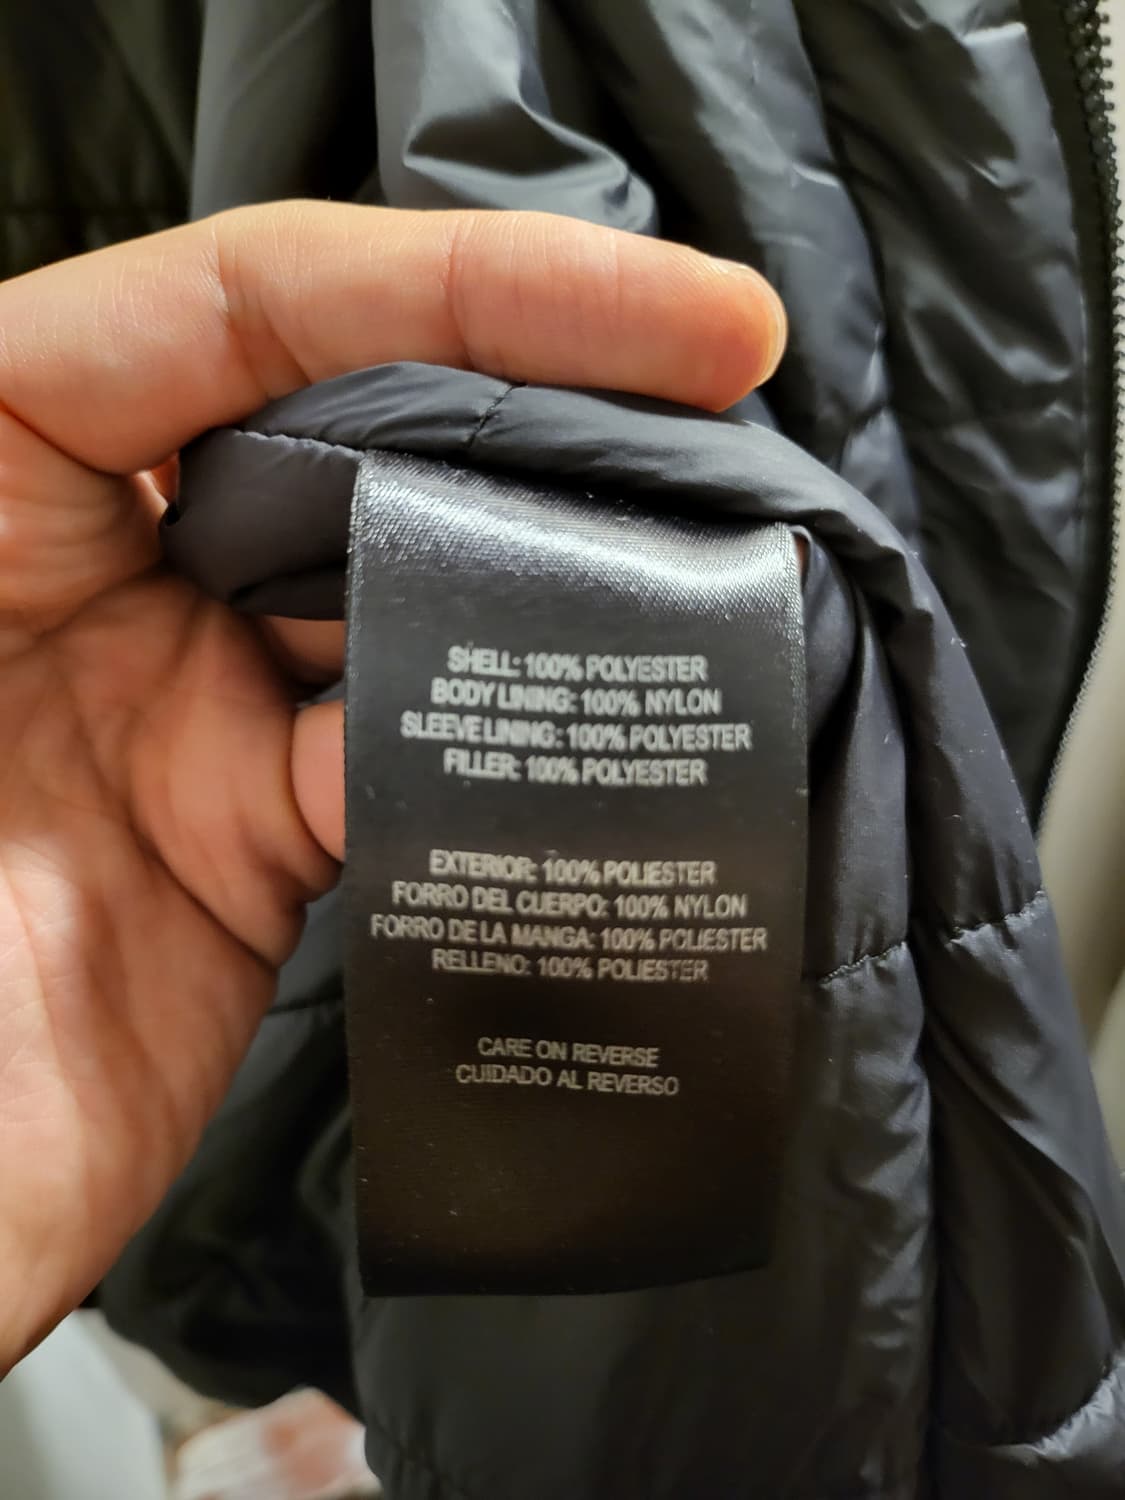 SHELL: 100% POLYESTER
BODY LINING: 100% NYLON
SLEEVE LINING: 100% POLYESTER
FILLER: 100% POLYESTER
EXTERIOR: 100% POLIESTER
FORRO DEL CUERPO: 100% NYLON
FORRO DE LA MANGA: 100% POLIESTER
RELLENO: 100% POLIESTER
CARE ON REVERSE
CUIDADO AL REVERSO